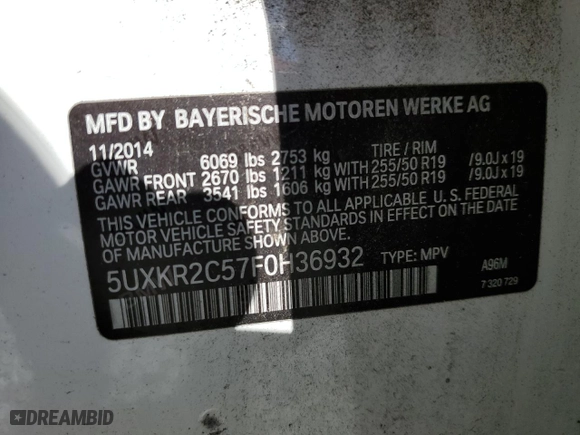 MFD BY BAYERISCHE MOTOREN WERKE AG
11/2014 TIRE / RIM
GVWR 6069 lbs 2753 kg
GAWR FRONT 2670 lbs 1211 kg WITH 255/50 R19 /9.0J x 19
GAWR REAR 3541 lbs 1606 kg WITH 255/50 R19 /9.0J x 19
THIS VEHICLE CONFORMS TO ALL APPLICABLE U.S. FEDERAL
MOTOR VEHICLE SAFETY STANDARDS IN EFFECT ON THE DATE
OF MANUFACTURE SHOWN ABOVE.
5UXKR2C57F0H36932 TYPE: MPV A96M
7 320 729
DREAMBID